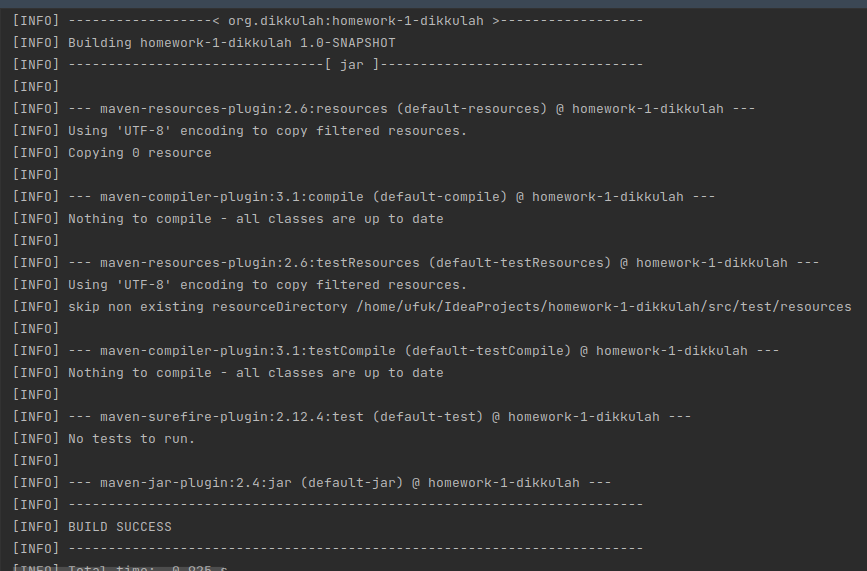 [INFO] ------------------< org.dikkulah:homework-1-dikkulah >------------------
[INFO] Building homework-1-dikkulah 1.0-SNAPSHOT
[INFO] --------------------------------[ jar ]---------------------------------
[INFO]
[INFO] --- maven-resources-plugin:2.6:resources (default-resources) @ homework-1-dikkulah ---
[INFO] Using 'UTF-8' encoding to copy filtered resources.
[INFO] Copying 0 resource
[INFO]
[INFO] --- maven-compiler-plugin:3.1:compile (default-compile) @ homework-1-dikkulah ---
[INFO] Nothing to compile - all classes are up to date
[INFO]
[INFO] --- maven-resources-plugin:2.6:testResources (default-testResources) @ homework-1-dikkulah ---
[INFO] Using 'UTF-8' encoding to copy filtered resources.
[INFO] skip non existing resourceDirectory /home/ufuk/IdeaProjects/homework-1-dikkulah/src/test/resources
[INFO]
[INFO] --- maven-compiler-plugin:3.1:testCompile (default-testCompile) @ homework-1-dikkulah ---
[INFO] Nothing to compile - all classes are up to date
[INFO]
[INFO] --- maven-surefire-plugin:2.12.4:test (default-test) @ homework-1-dikkulah ---
[INFO] No tests to run.
[INFO]
[INFO] --- maven-jar-plugin:2.4:jar (default-jar) @ homework-1-dikkulah ---
[INFO] ------------------------------------------------------------------------
[INFO] BUILD SUCCESS
[INFO] ------------------------------------------------------------------------
[INFO] Total time: